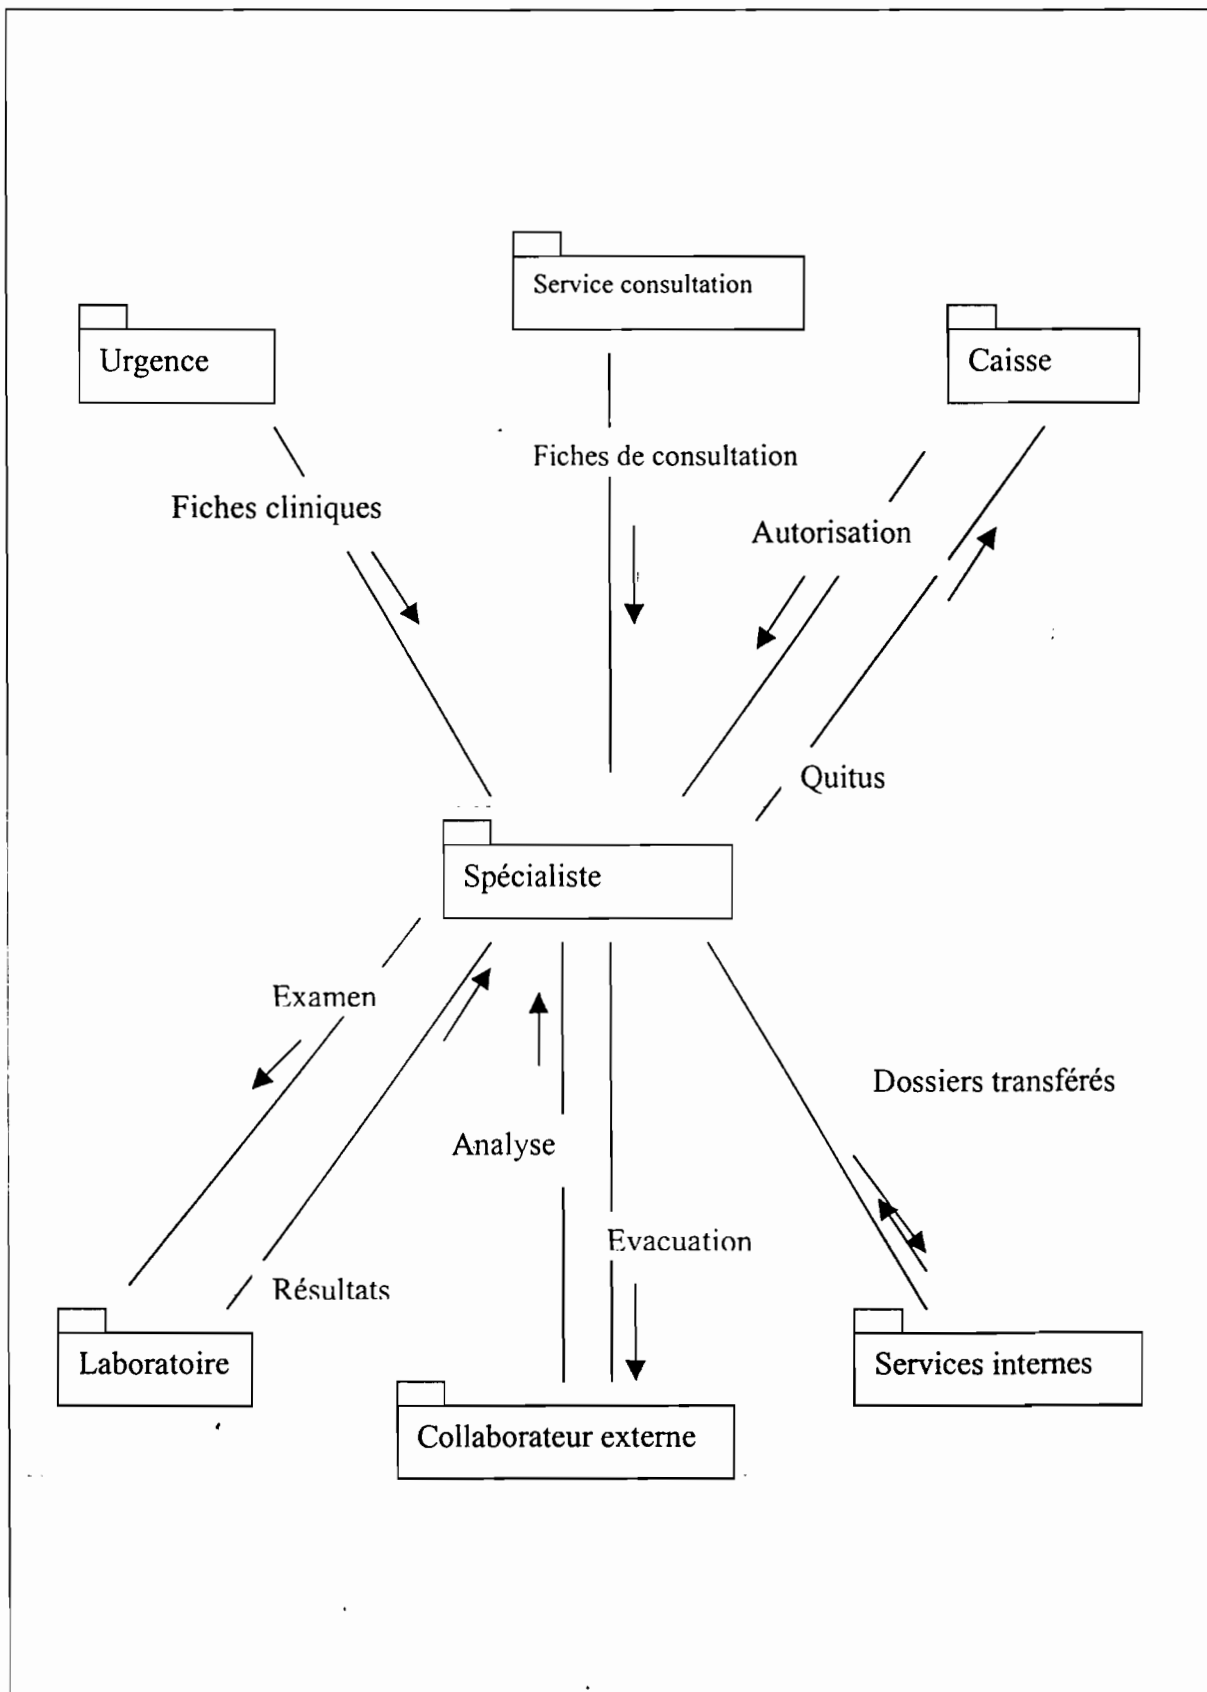 Service consultation
Urgence
Caisse
Fiches de consultation
Fiches cliniques
Autorisation
Quitus
Spécialiste
Examen
Dossiers transférés
Analyse
Evacuation
Résultats
Laboratoire
Services internes
Collaborateur externe